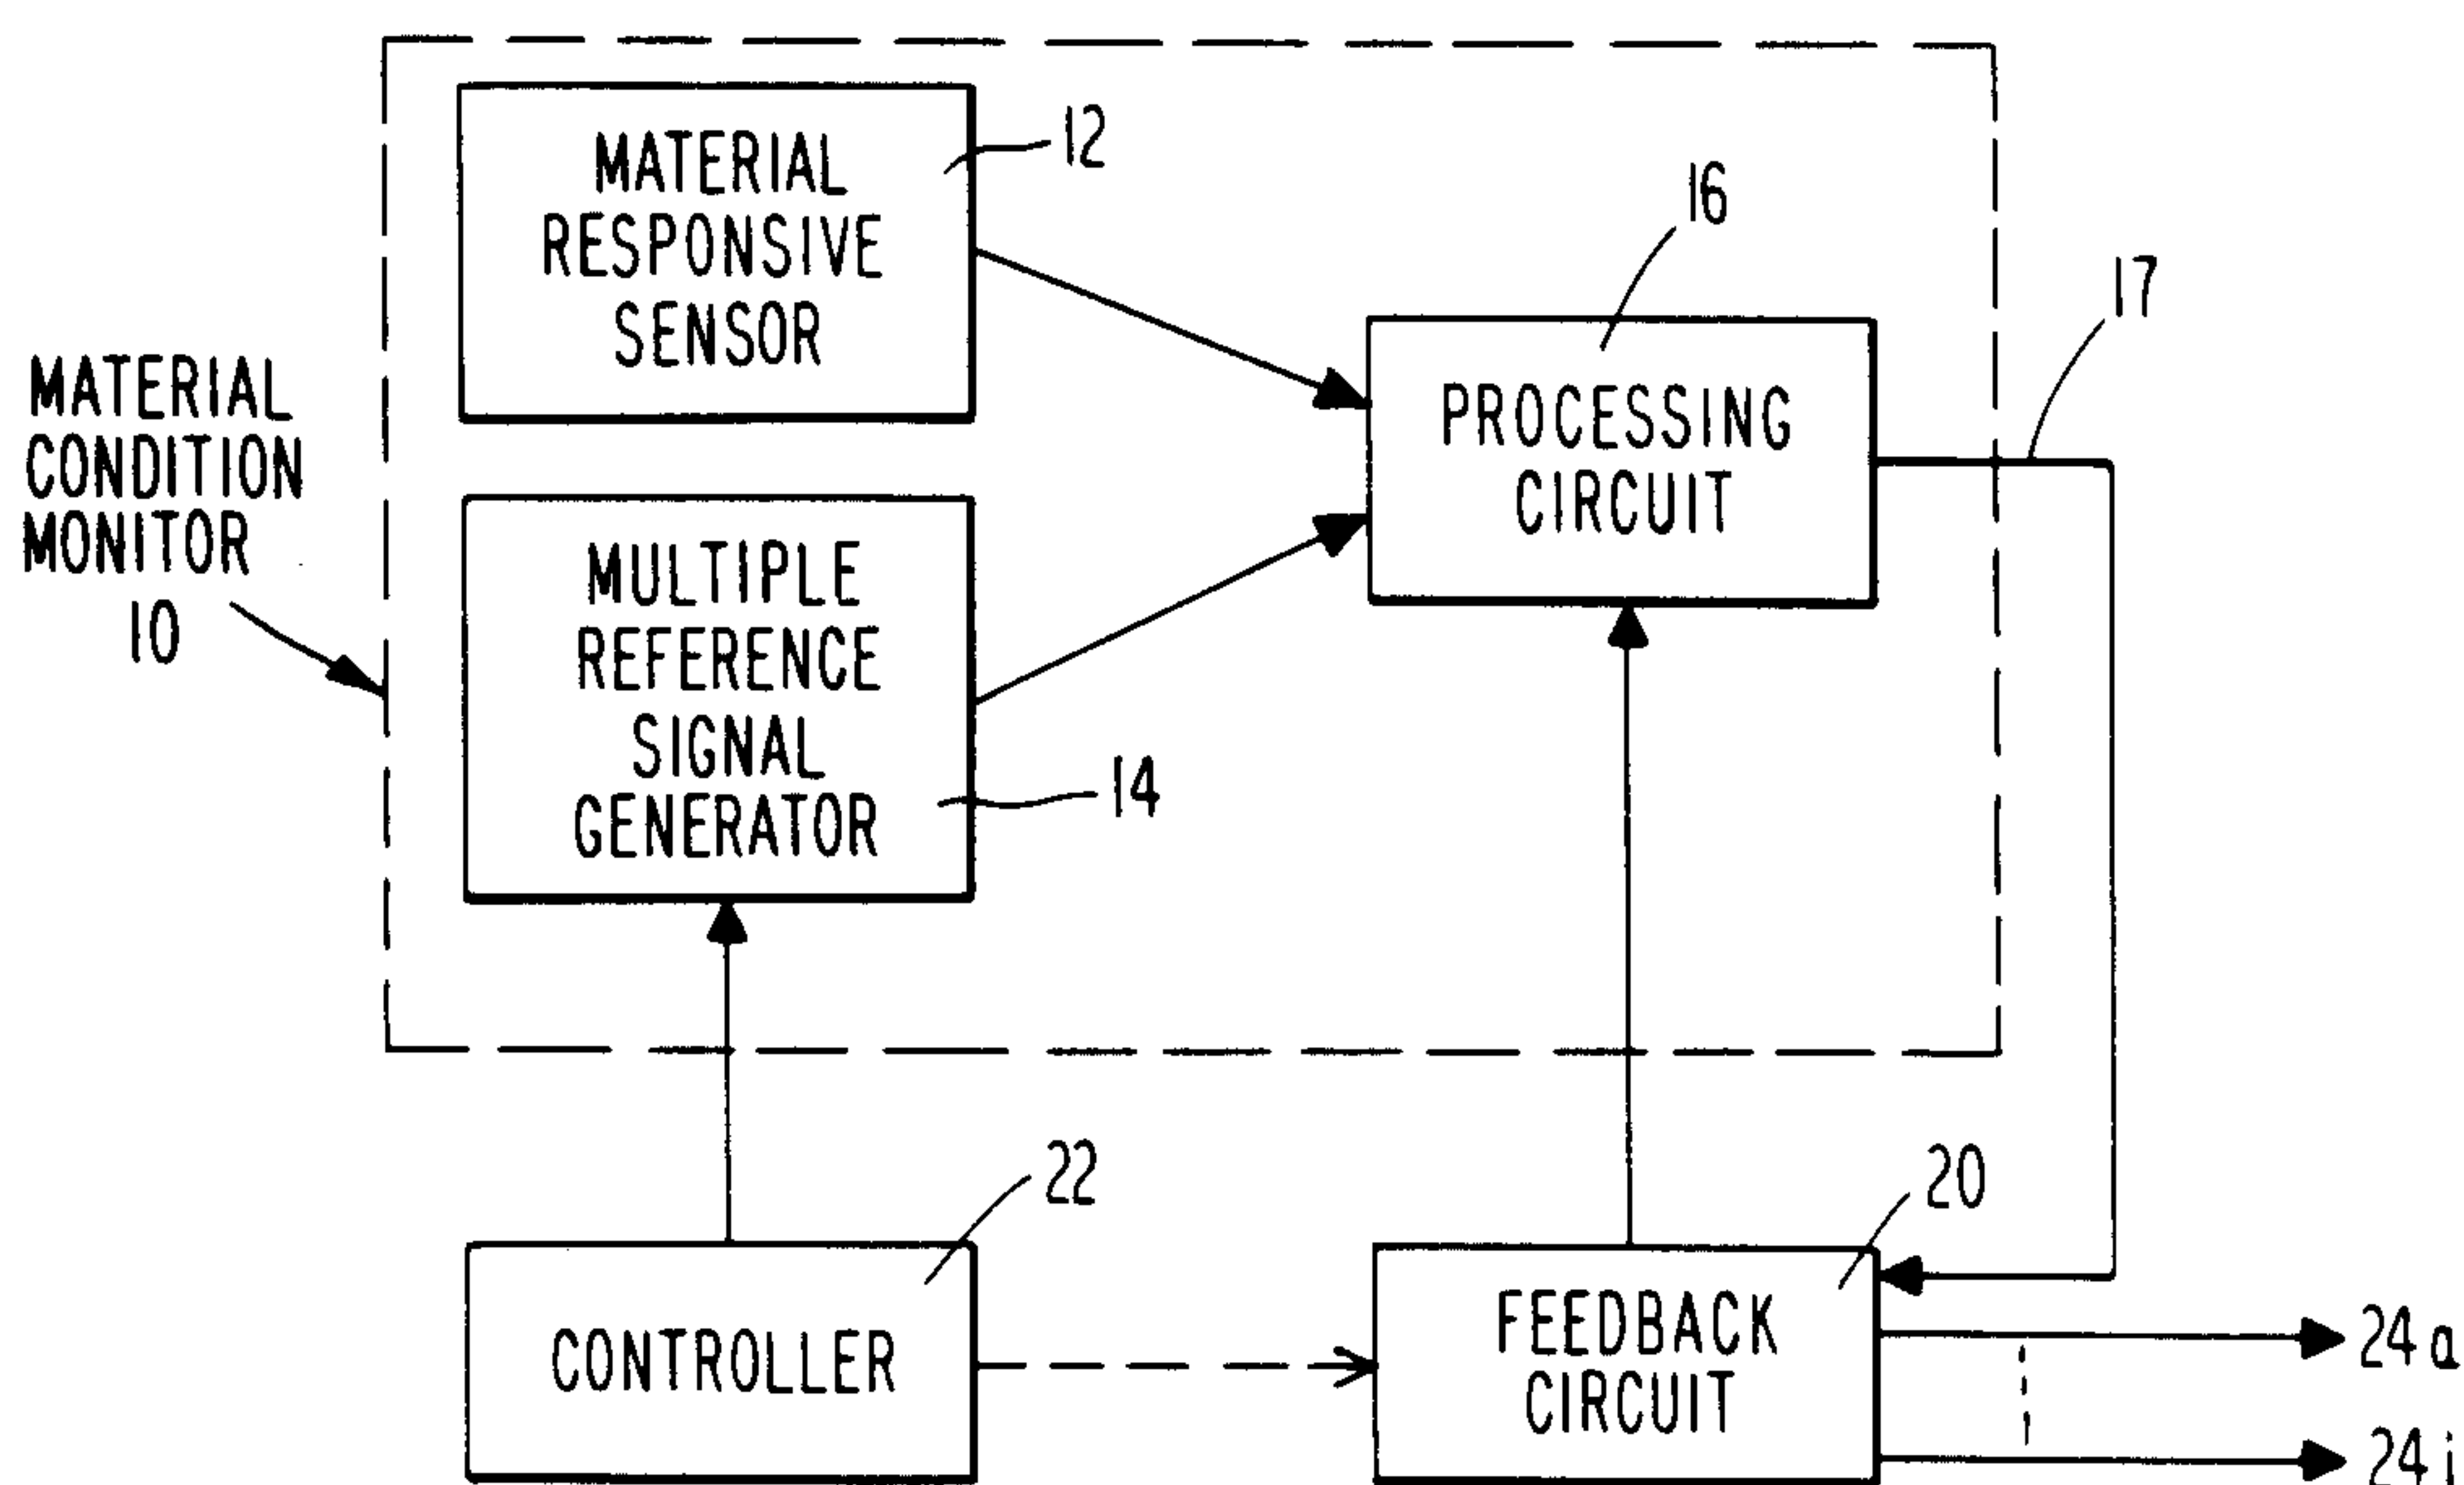 MATERIAL
RESPONSIVE
SENSOR
12
16
17
PROCESSING
CIRCUIT
MATERIAL
CONDITION
MONITOR
10
MULTIPLE
REFERENCE
SIGNAL
GENERATOR
14
22
20
CONTROLLER
FEEDBACK
CIRCUIT
24a
24i